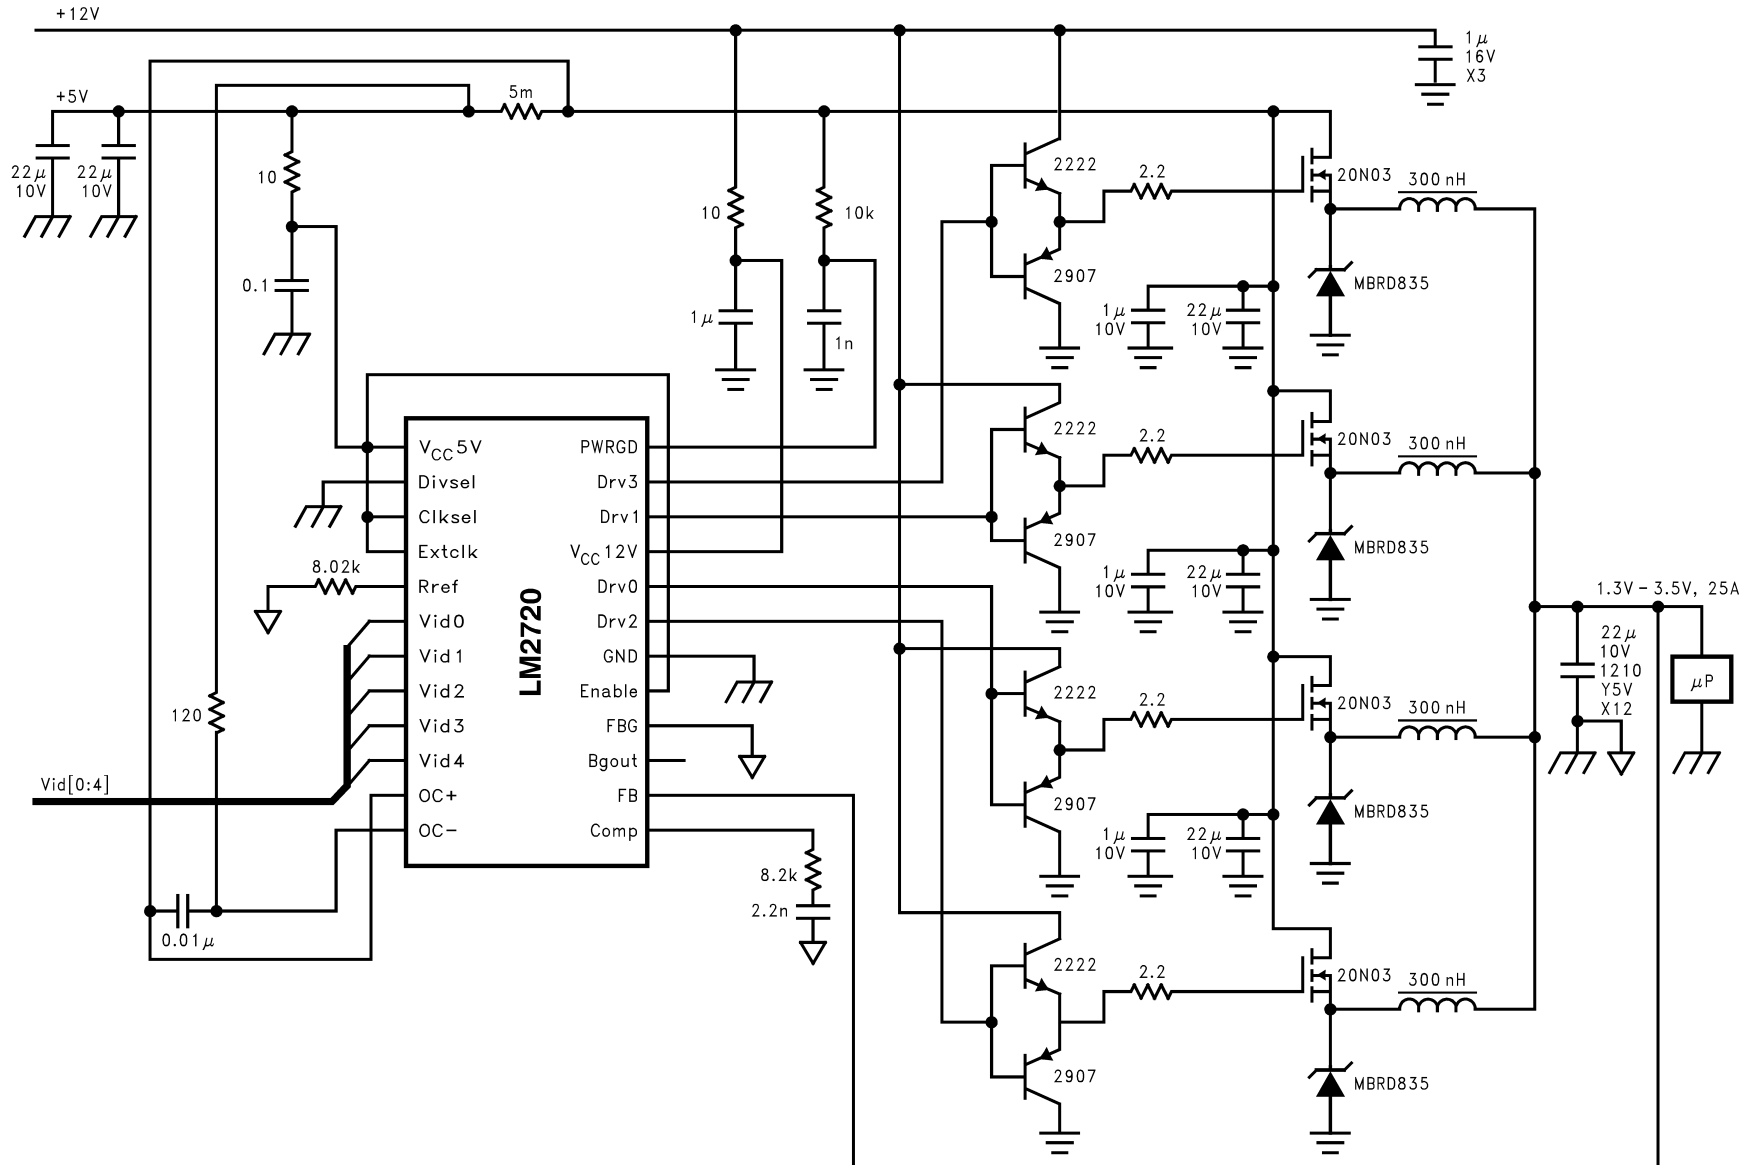 +12V
1μ
16V
X3
+5V
5m
22μ
10V
22μ
10V
10
0.1
10
1μ
10k
1n
2222
2.2
20N03
300 nH
2907
1μ
10V
22μ
10V
MBRD835
2222
2.2
20N03
300 nH
2907
1μ
10V
22μ
10V
MBRD835
VCC5V
Divsel
Clksel
Extclk
Rref
Vid0
Vid1
Vid2
Vid3
Vid4
OC+
OC−
LM2720
PWRGD
Drv3
Drv1
VCC12V
Drv0
Drv2
GND
Enable
FBG
Bgout
FB
Comp
8.02k
120
Vid[0:4]
0.01μ
8.2k
2.2n
1.3V – 3.5V, 25A
22μ
10V
1210
Y5V
X12
μP
2222
2.2
20N03
300 nH
2907
1μ
10V
22μ
10V
MBRD835
2222
2.2
20N03
300 nH
2907
MBRD835